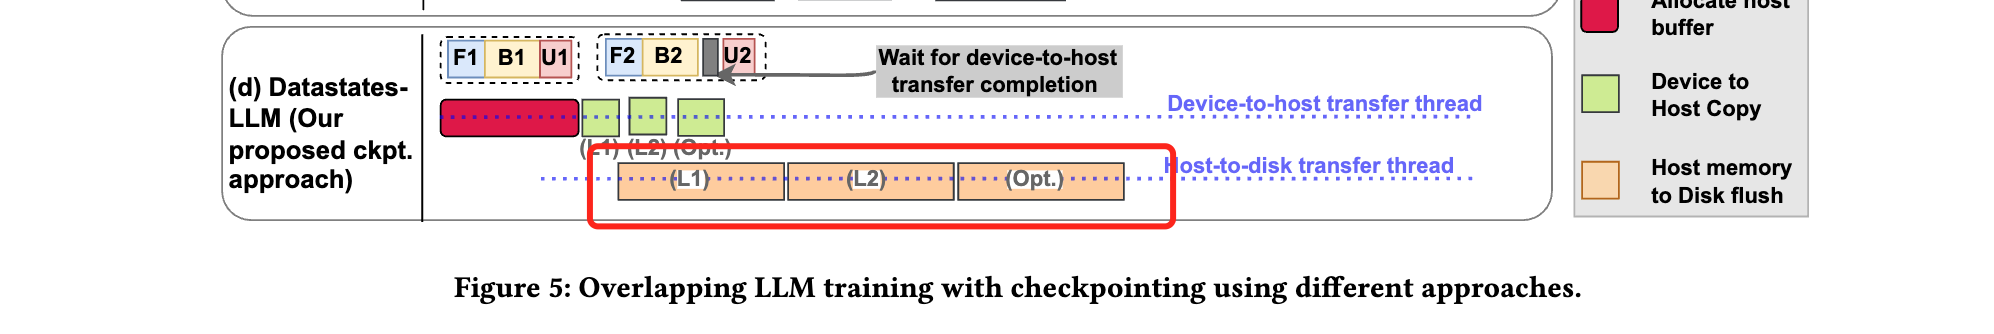 Allocate host
buffer
F1 B1 U1
F2 B2 U2
Wait for device-to-host
transfer completion
(d) Datastates-
LLM (Our
proposed ckpt.
approach)
Device-to-host transfer thread
(L1) (L2) (Opt.)
Host-to-disk transfer thread
(L1) (L2) (Opt.)
Device to
Host Copy
Host memory
to Disk flush
Figure 5: Overlapping LLM training with checkpointing using different approaches.